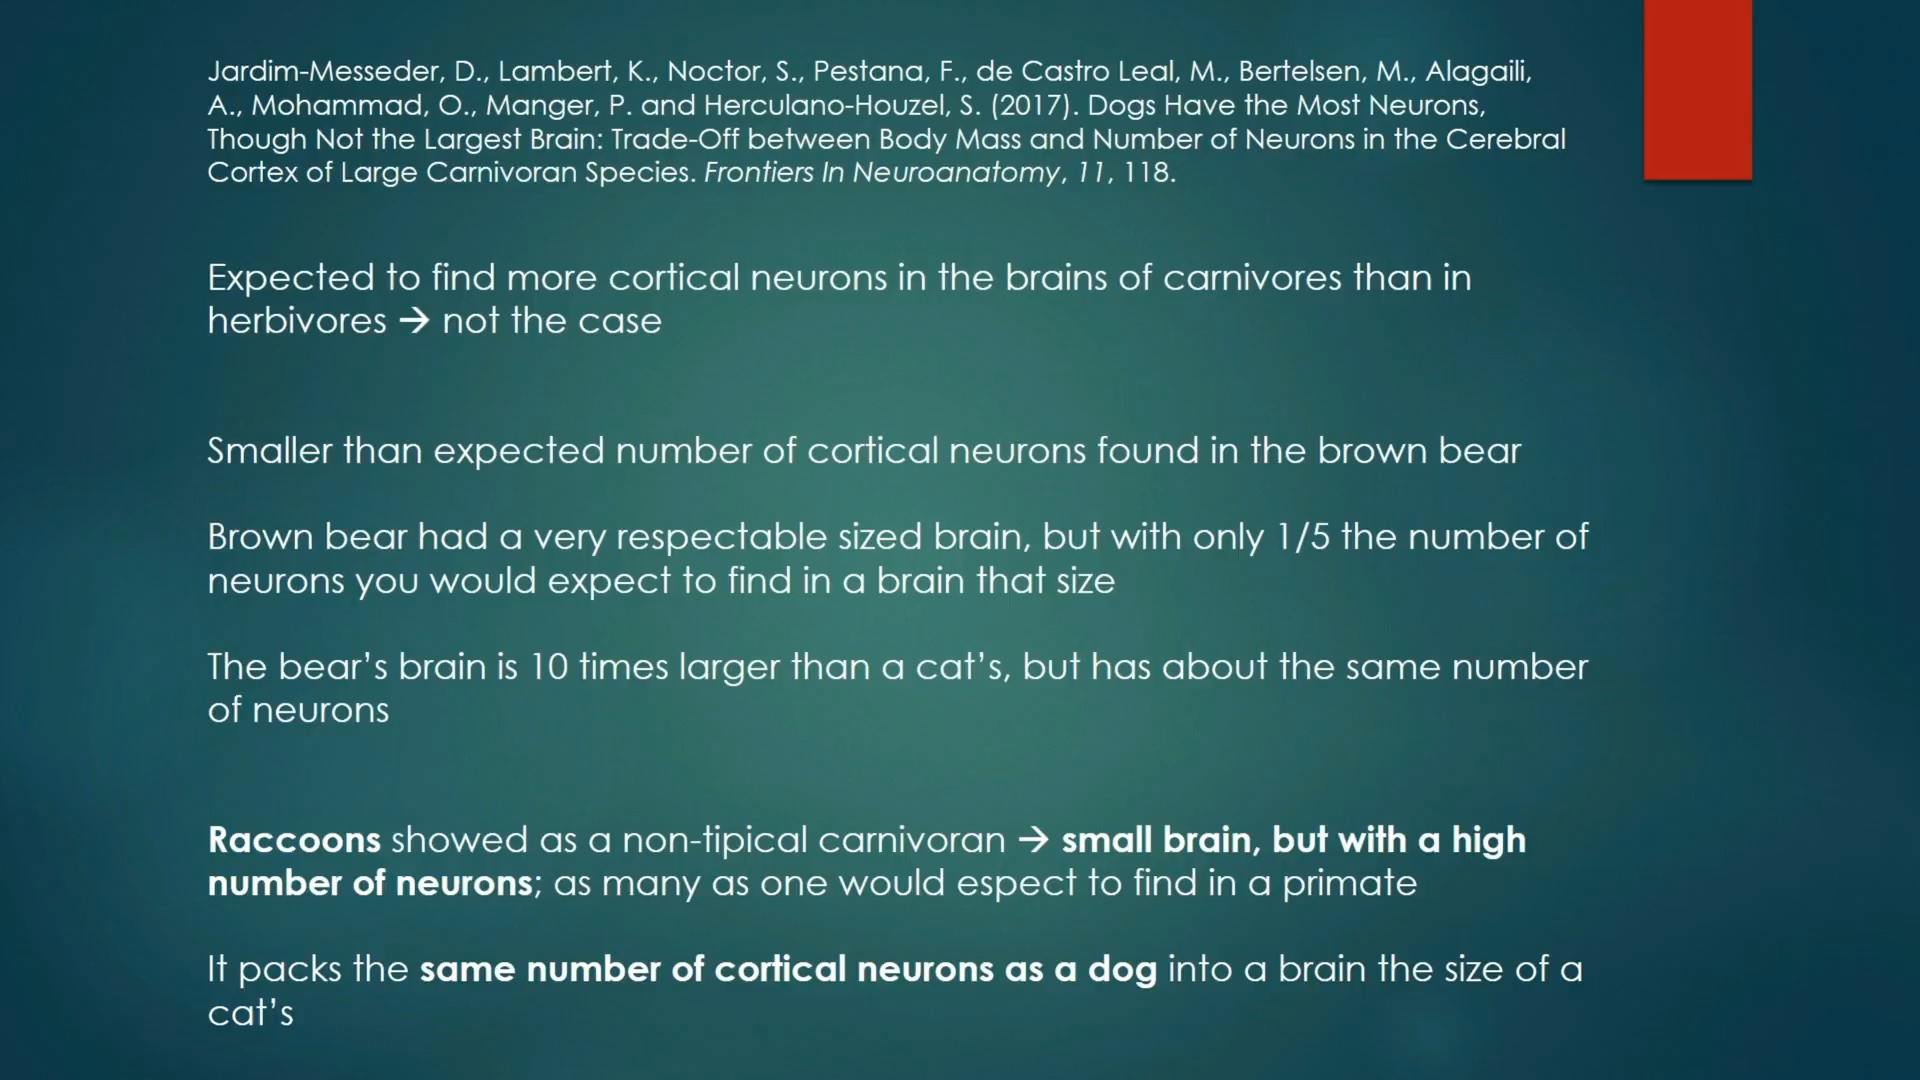 Jardim-Messeder, D., Lambert, K., Noctor, S., Pestana, F., de Castro Leal, M., Bertelsen, M., Alagaili,
A., Mohammad, O., Manger, P. and Herculano-Houzel, S. (2017). Dogs Have the Most Neurons,
Though Not the Largest Brain: Trade-Off between Body Mass and Number of Neurons in the Cerebral
Cortex of Large Carnivoran Species. Frontiers In Neuroanatomy, 11, 118.
Expected to find more cortical neurons in the brains of carnivores than in
herbivores → not the case
Smaller than expected number of cortical neurons found in the brown bear
Brown bear had a very respectable sized brain, but with only 1/5 the number of
neurons you would expect to find in a brain that size
The bear’s brain is 10 times larger than a cat’s, but has about the same number
of neurons
Raccoons showed as a non-tipical carnivoran → small brain, but with a high
number of neurons; as many as one would espect to find in a primate
It packs the same number of cortical neurons as a dog into a brain the size of a
cat’s